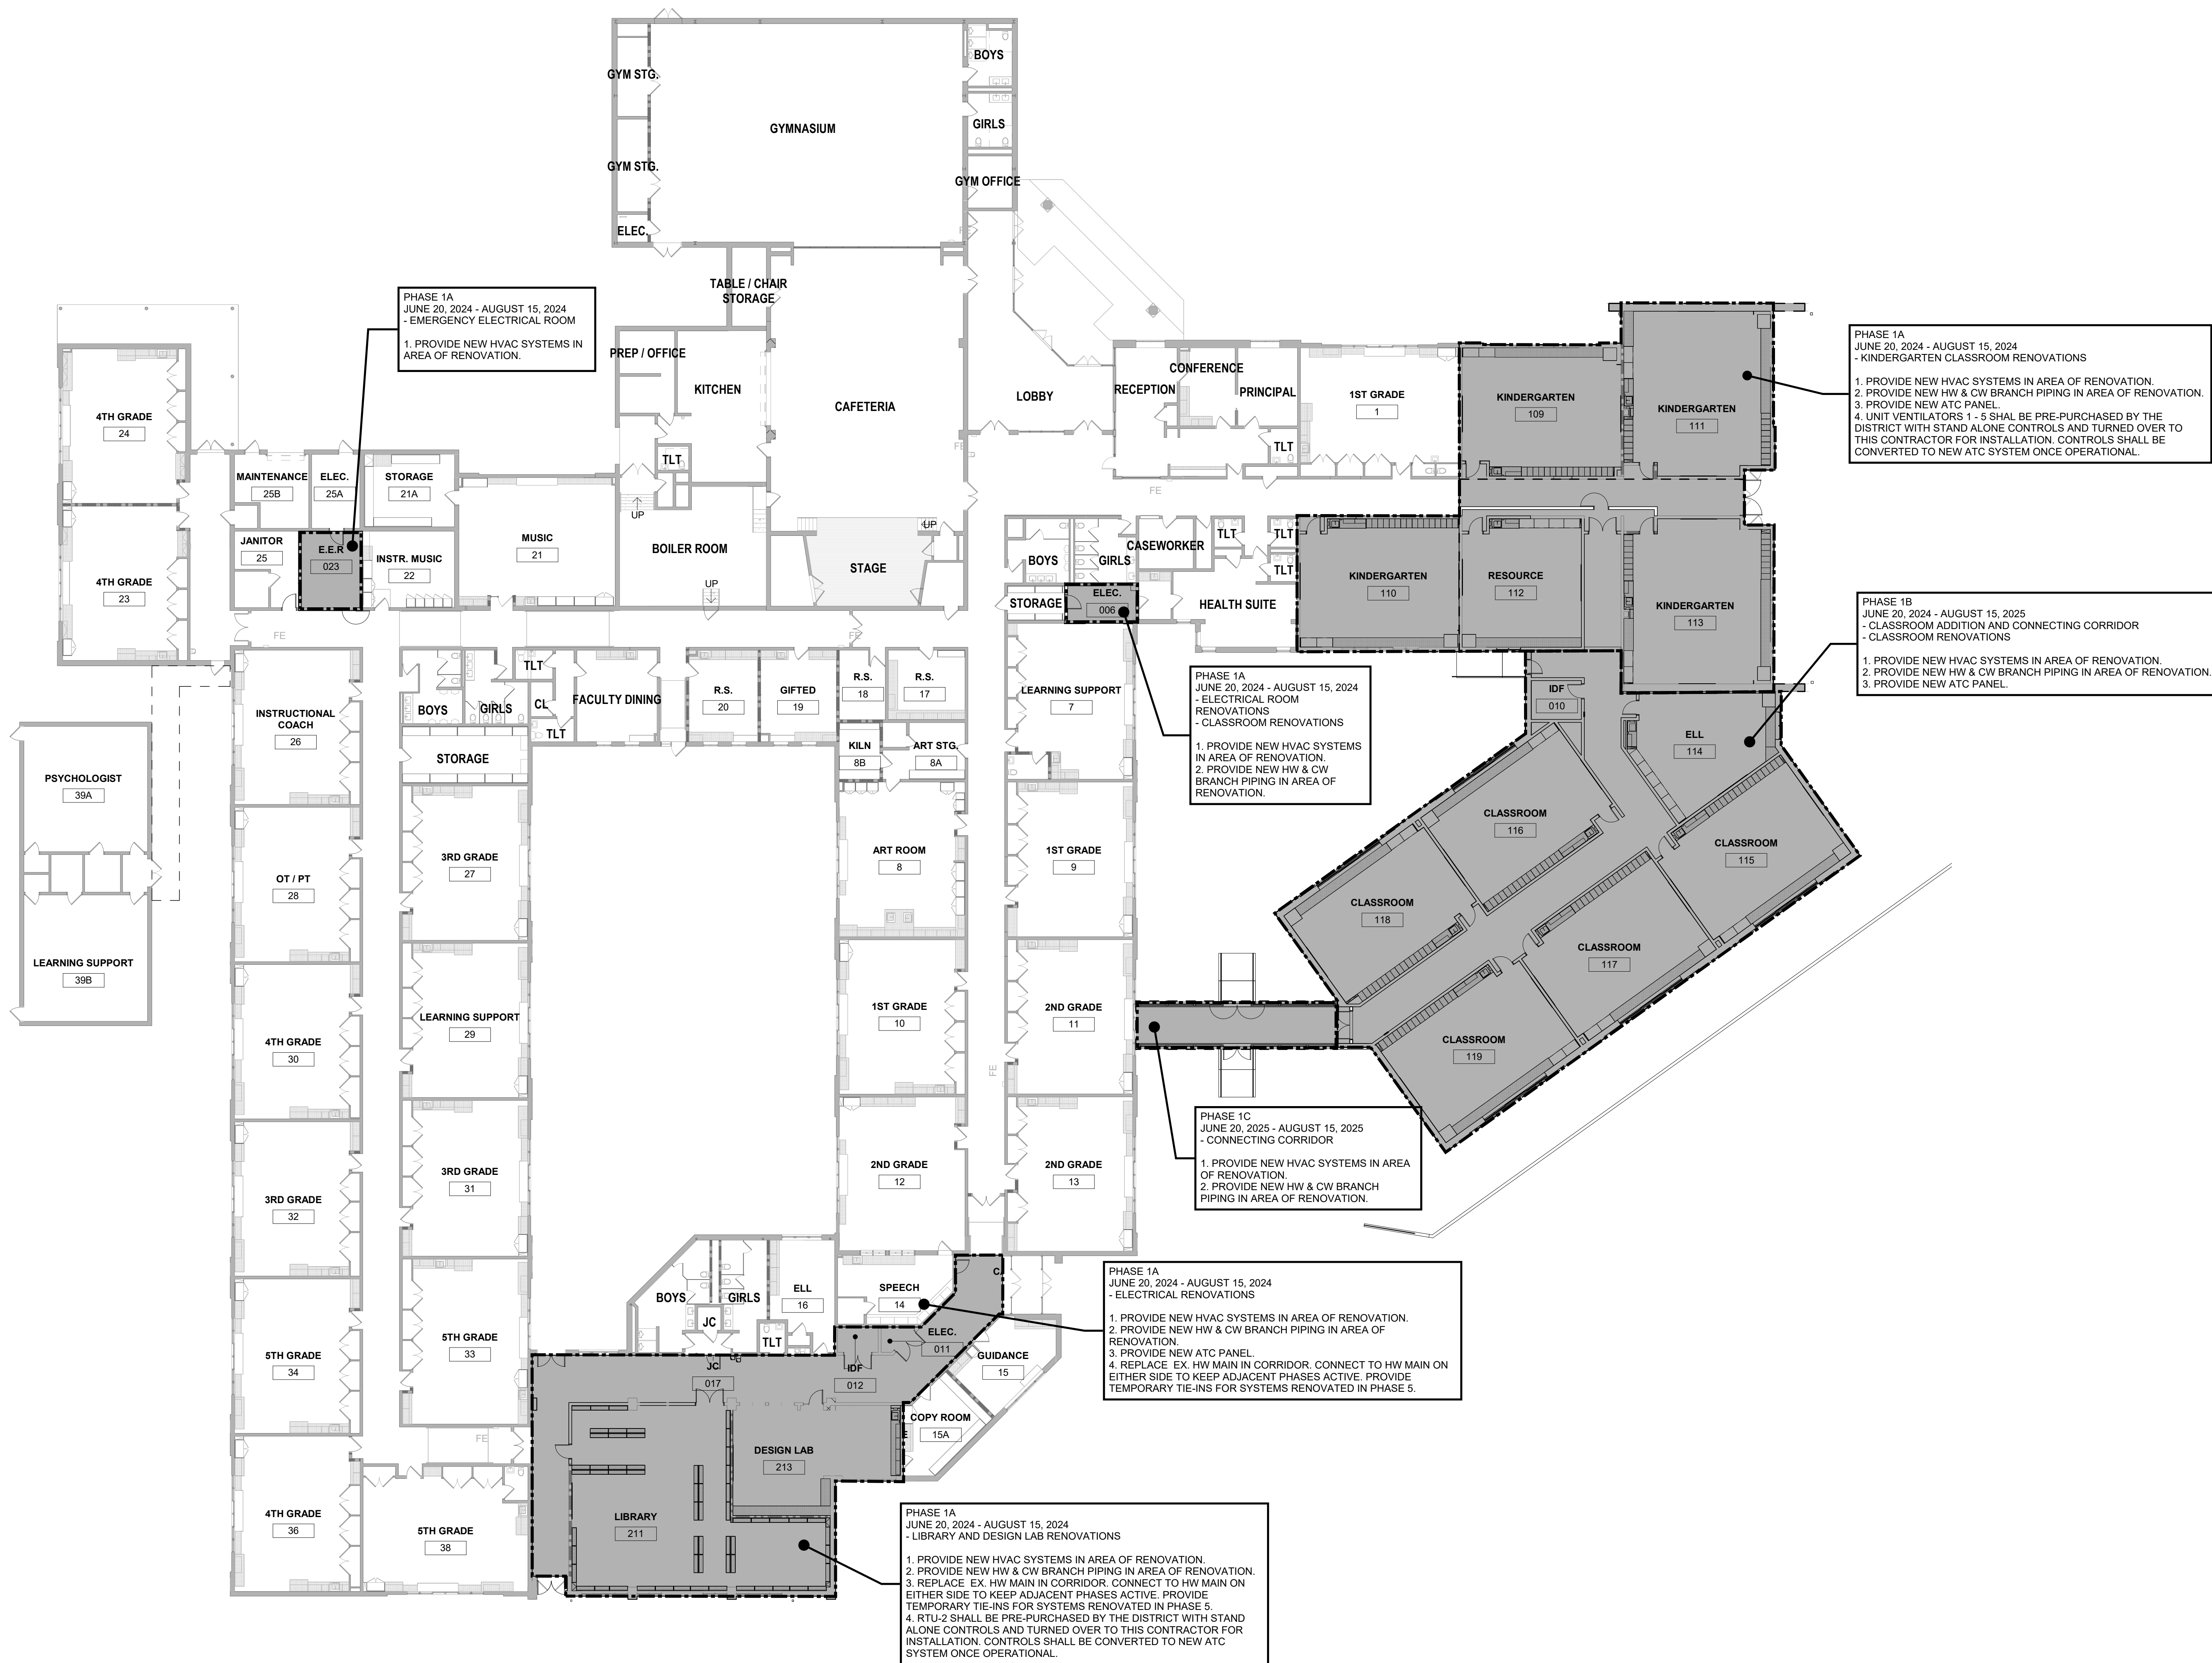 BOYS
GYM STG.
GYMNASIUM
GIRLS
GYM STG.
GYM OFFICE
ELEC.
TABLE / CHAIR
STORAGE
PHASE 1A
JUNE 20, 2024 - AUGUST 15, 2024
- EMERGENCY ELECTRICAL ROOM
1. PROVIDE NEW HVAC SYSTEMS IN
AREA OF RENOVATION.
PREP / OFFICE
KITCHEN
CAFETERIA
LOBBY
RECEPTION
CONFERENCE
PRINCIPAL
1ST GRADE
1
KINDERGARTEN
109
KINDERGARTEN
111
PHASE 1A
JUNE 20, 2024 - AUGUST 15, 2024
- KINDERGARTEN CLASSROOM RENOVATIONS
1. PROVIDE NEW HVAC SYSTEMS IN AREA OF RENOVATION.
2. PROVIDE NEW HW & CW BRANCH PIPING IN AREA OF RENOVATION.
3. PROVIDE NEW ATC PANEL.
4. UNIT VENTILATORS 1 - 5 SHAL BE PRE-PURCHASED BY THE
DISTRICT WITH STAND ALONE CONTROLS AND TURNED OVER TO
THIS CONTRACTOR FOR INSTALLATION. CONTROLS SHALL BE
CONVERTED TO NEW ATC SYSTEM ONCE OPERATIONAL.
4TH GRADE
24
TLT
TLT
FE
FE
MAINTENANCE
25B
ELEC.
25A
STORAGE
21A
UP
UP
JANITOR
25
E.E.R
023
INSTR. MUSIC
22
MUSIC
21
BOILER ROOM
UP
STAGE
4TH GRADE
23
BOYS
GIRLS
CASEWORKER
TLT
TLT
TLT
STORAGE
ELEC.
006
HEALTH SUITE
KINDERGARTEN
110
RESOURCE
112
KINDERGARTEN
113
PHASE 1B
JUNE 20, 2024 - AUGUST 15, 2025
- CLASSROOM ADDITION AND CONNECTING CORRIDOR
- CLASSROOM RENOVATIONS
1. PROVIDE NEW HVAC SYSTEMS IN AREA OF RENOVATION.
2. PROVIDE NEW HW & CW BRANCH PIPING IN AREA OF RENOVATION.
3. PROVIDE NEW ATC PANEL.
FE
FE
INSTRUCTIONAL
COACH
26
BOYS
GIRLS
TLT
CL
TLT
FACULTY DINING
R.S.
20
GIFTED
19
R.S.
18
R.S.
17
LEARNING SUPPORT
7
PHASE 1A
JUNE 20, 2024 - AUGUST 15, 2024
- ELECTRICAL ROOM
RENOVATIONS
- CLASSROOM RENOVATIONS
1. PROVIDE NEW HVAC SYSTEMS
IN AREA OF RENOVATION.
2. PROVIDE NEW HW & CW
BRANCH PIPING IN AREA OF
RENOVATION.
IDF
010
ELL
114
STORAGE
KILN
8B
ART STG.
8A
PSYCHOLOGIST
39A
OT / PT
28
3RD GRADE
27
ART ROOM
8
1ST GRADE
9
CLASSROOM
116
CLASSROOM
115
CLASSROOM
118
CLASSROOM
117
LEARNING SUPPORT
39B
LEARNING SUPPORT
29
1ST GRADE
10
2ND GRADE
11
4TH GRADE
30
FE
CLASSROOM
119
PHASE 1C
JUNE 20, 2025 - AUGUST 15, 2025
- CONNECTING CORRIDOR
1. PROVIDE NEW HVAC SYSTEMS IN AREA
OF RENOVATION.
2. PROVIDE NEW HW & CW BRANCH
PIPING IN AREA OF RENOVATION.
3RD GRADE
32
3RD GRADE
31
2ND GRADE
12
2ND GRADE
13
BOYS
GIRLS
JC
ELL
16
TLT
SPEECH
14
C
PHASE 1A
JUNE 20, 2024 - AUGUST 15, 2024
- ELECTRICAL RENOVATIONS
1. PROVIDE NEW HVAC SYSTEMS IN AREA OF RENOVATION.
2. PROVIDE NEW HW & CW BRANCH PIPING IN AREA OF
RENOVATION.
3. PROVIDE NEW ATC PANEL.
4. REPLACE EX. HW MAIN IN CORRIDOR. CONNECT TO HW MAIN ON
EITHER SIDE TO KEEP ADJACENT PHASES ACTIVE. PROVIDE
TEMPORARY TIE-INS FOR SYSTEMS RENOVATED IN PHASE 5.
5TH GRADE
34
5TH GRADE
33
JC
017
IDF
012
ELEC.
011
GUIDANCE
15
COPY ROOM
15A
FE
DESIGN LAB
213
4TH GRADE
36
5TH GRADE
38
LIBRARY
211
PHASE 1A
JUNE 20, 2024 - AUGUST 15, 2024
- LIBRARY AND DESIGN LAB RENOVATIONS
1. PROVIDE NEW HVAC SYSTEMS IN AREA OF RENOVATION.
2. PROVIDE NEW HW & CW BRANCH PIPING IN AREA OF RENOVATION.
3. REPLACE EX. HW MAIN IN CORRIDOR. CONNECT TO HW MAIN ON
EITHER SIDE TO KEEP ADJACENT PHASES ACTIVE. PROVIDE
TEMPORARY TIE-INS FOR SYSTEMS RENOVATED IN PHASE 5.
4. RTU-2 SHALL BE PRE-PURCHASED BY THE DISTRICT WITH STAND
ALONE CONTROLS AND TURNED OVER TO THIS CONTRACTOR FOR
INSTALLATION. CONTROLS SHALL BE CONVERTED TO NEW ATC
SYSTEM ONCE OPERATIONAL.